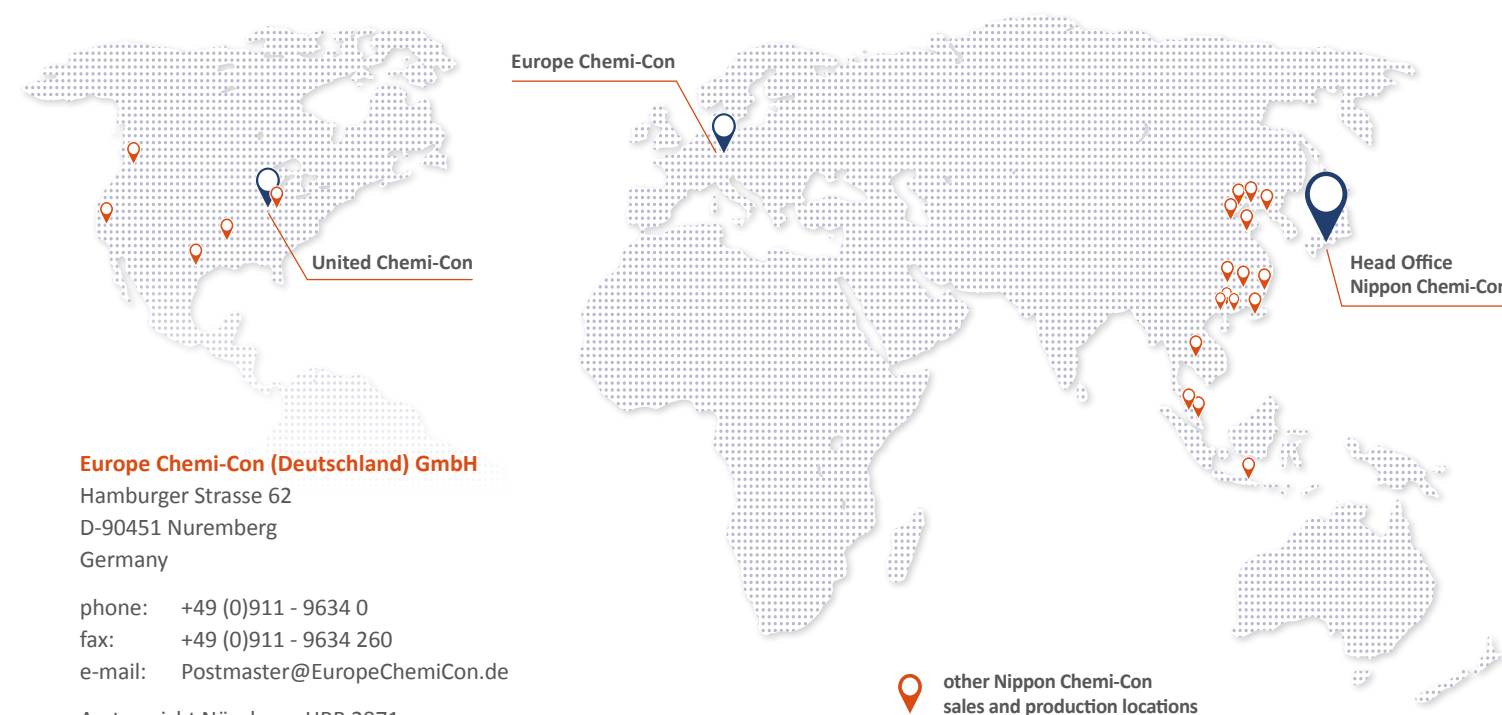 Europe Chemi-Con
United Chemi-Con
Head Office
Nippon Chemi-Con
Europe Chemi-Con (Deutschland) GmbH
Hamburger Strasse 62
D-90451 Nuremberg
Germany
phone: +49 (0)911 - 9634 0
fax: +49 (0)911 - 9634 260
e-mail: Postmaster@EuropeChemiCon.de
other Nippon Chemi-Con
sales and production locations